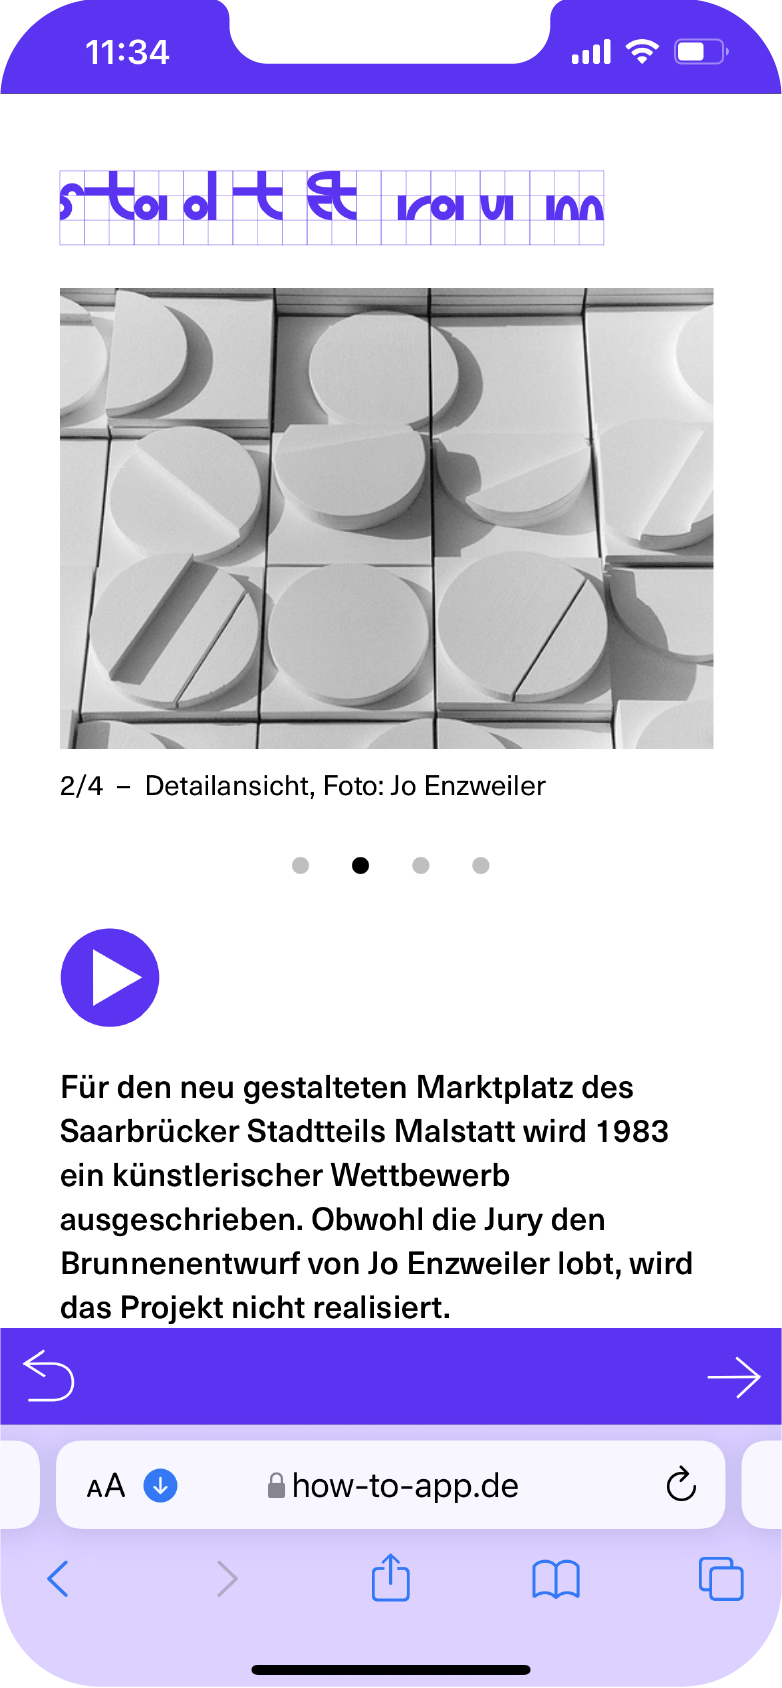 11:34
stadt & raum
2/4 – Detailansicht, Foto: Jo Enzweiler
Für den neu gestalteten Marktplatz des
Saarbrücker Stadtteils Malstatt wird 1983
ein künstlerischer Wettbewerb
ausgeschrieben. Obwohl die Jury den
Brunnenentwurf von Jo Enzweiler lobt, wird
das Projekt nicht realisiert.
AA how-to-app.de